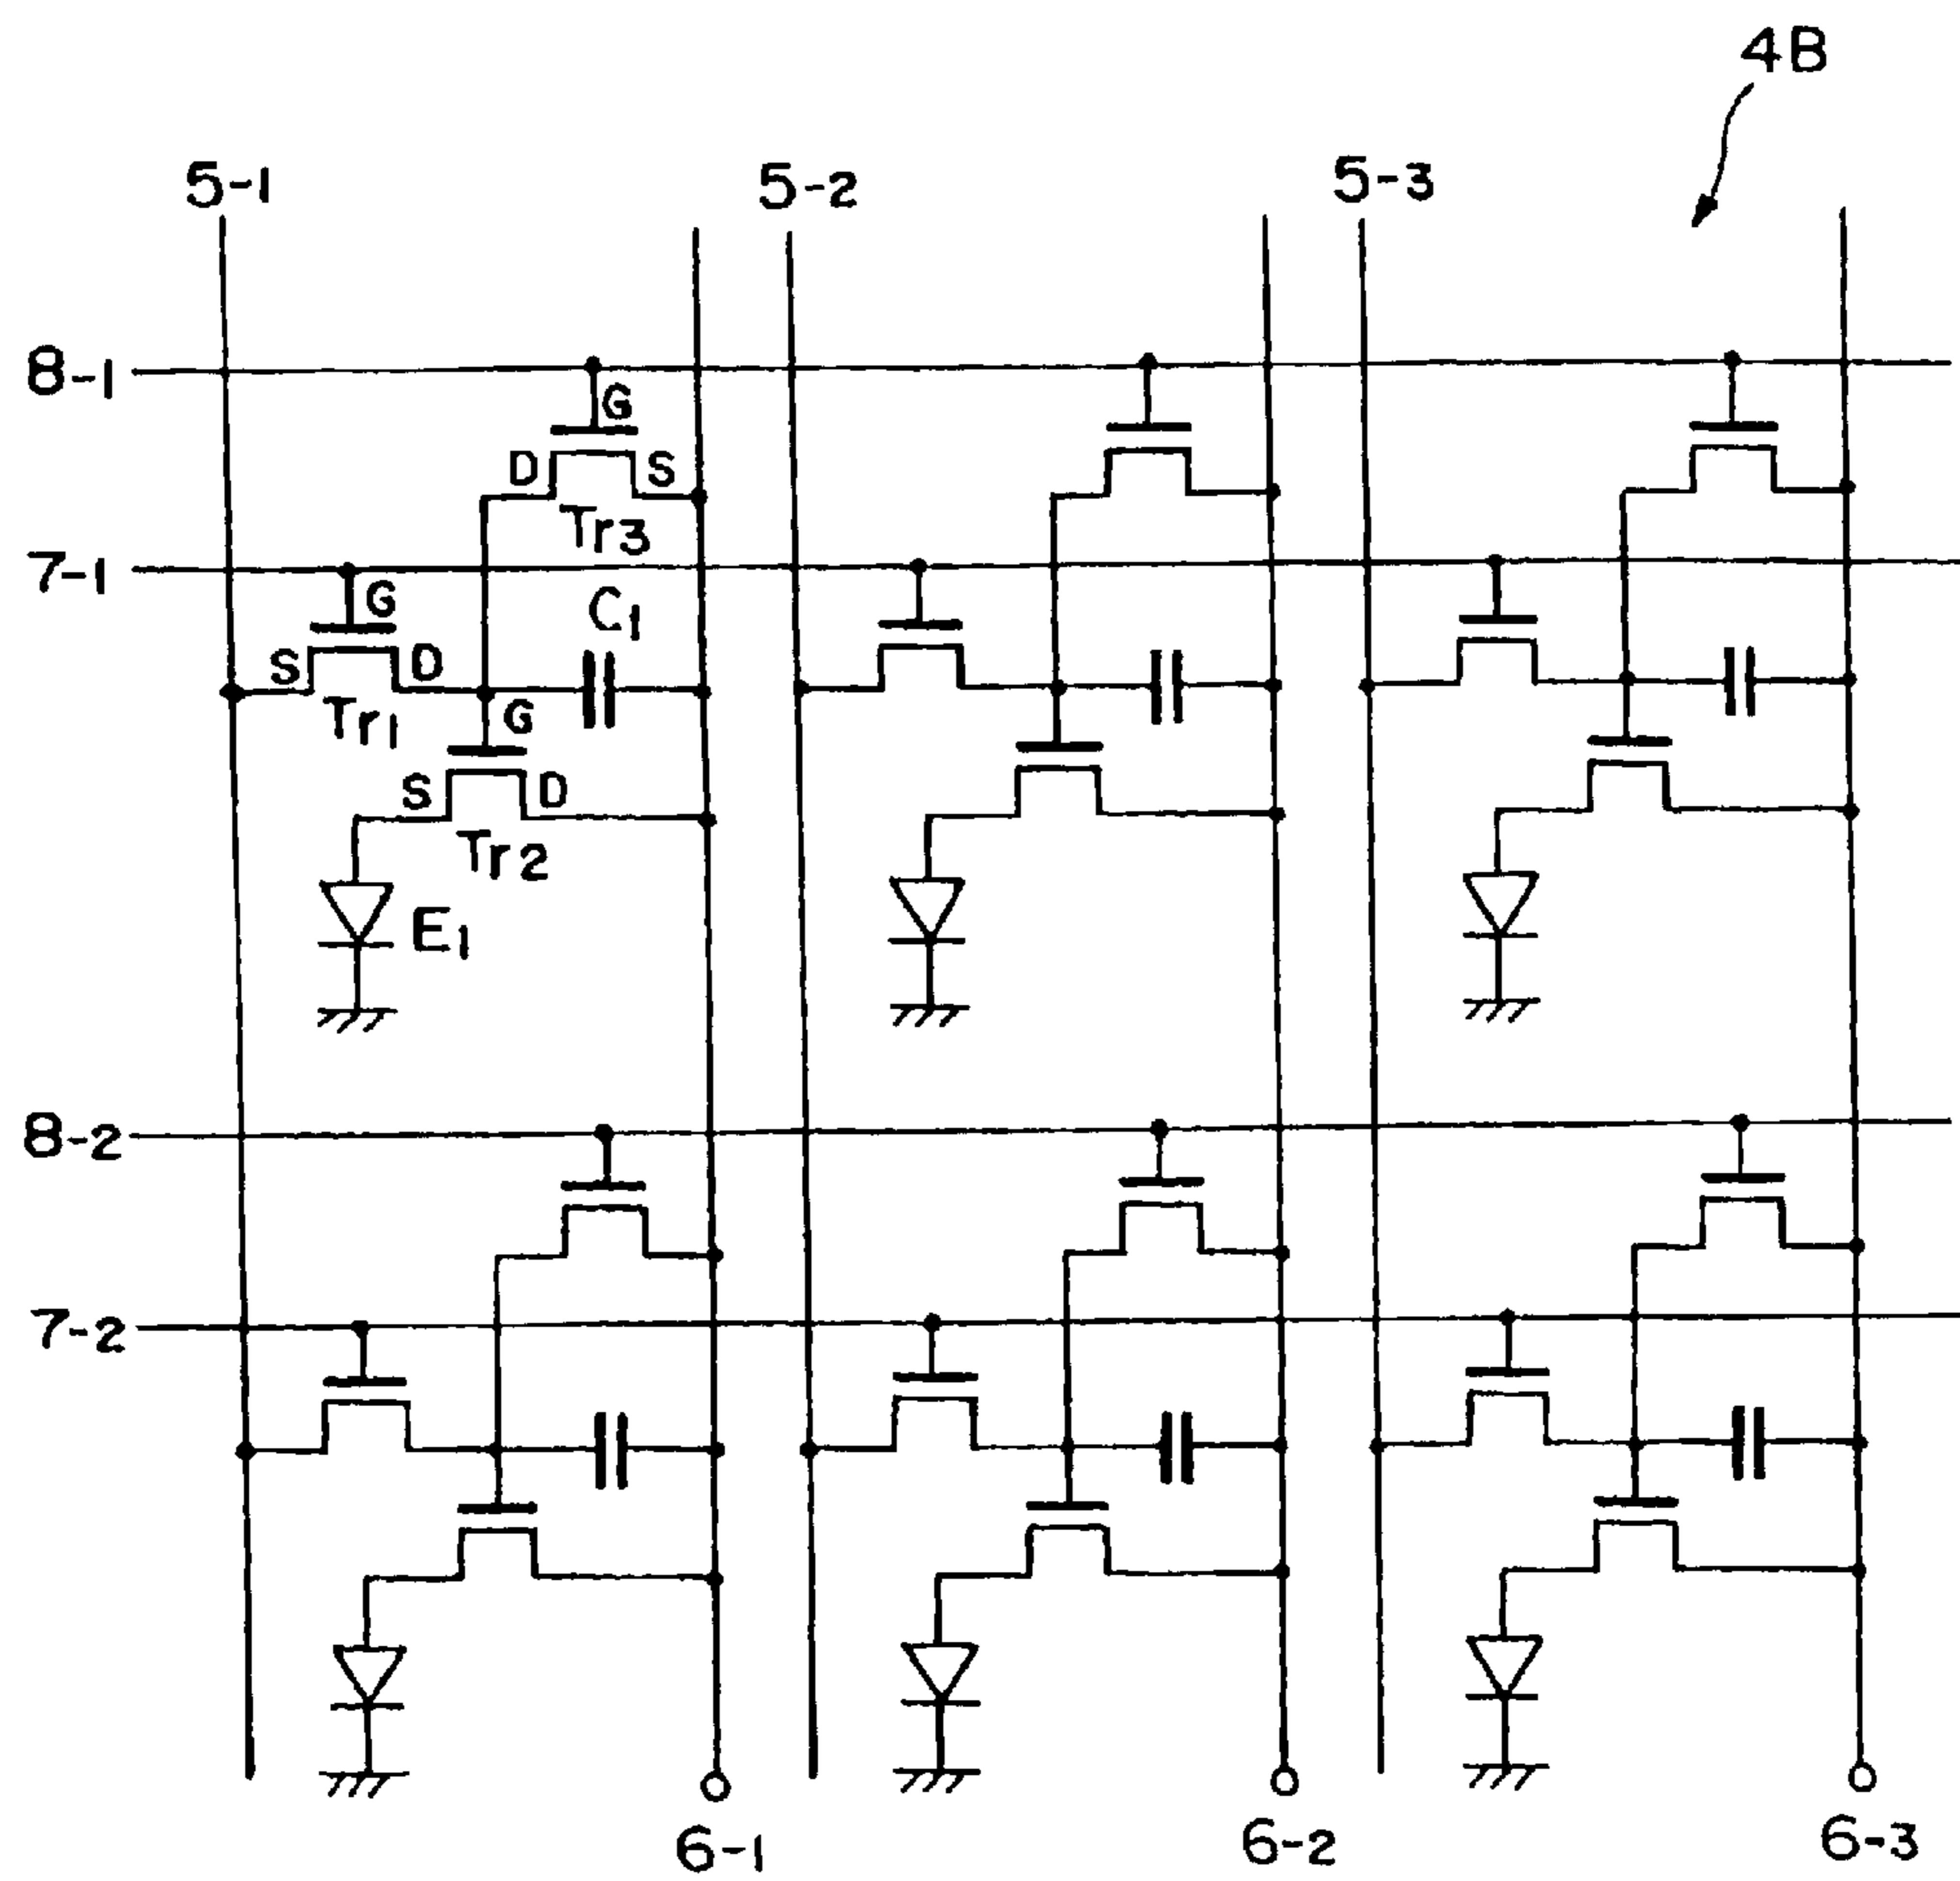 4B
5-1 5-2 5-3
8-1
G
D S
Tr3
7-1
G C1
S D
Tr1 G
S D
Tr2
E1
8-2
7-2
6-1 6-2 6-3